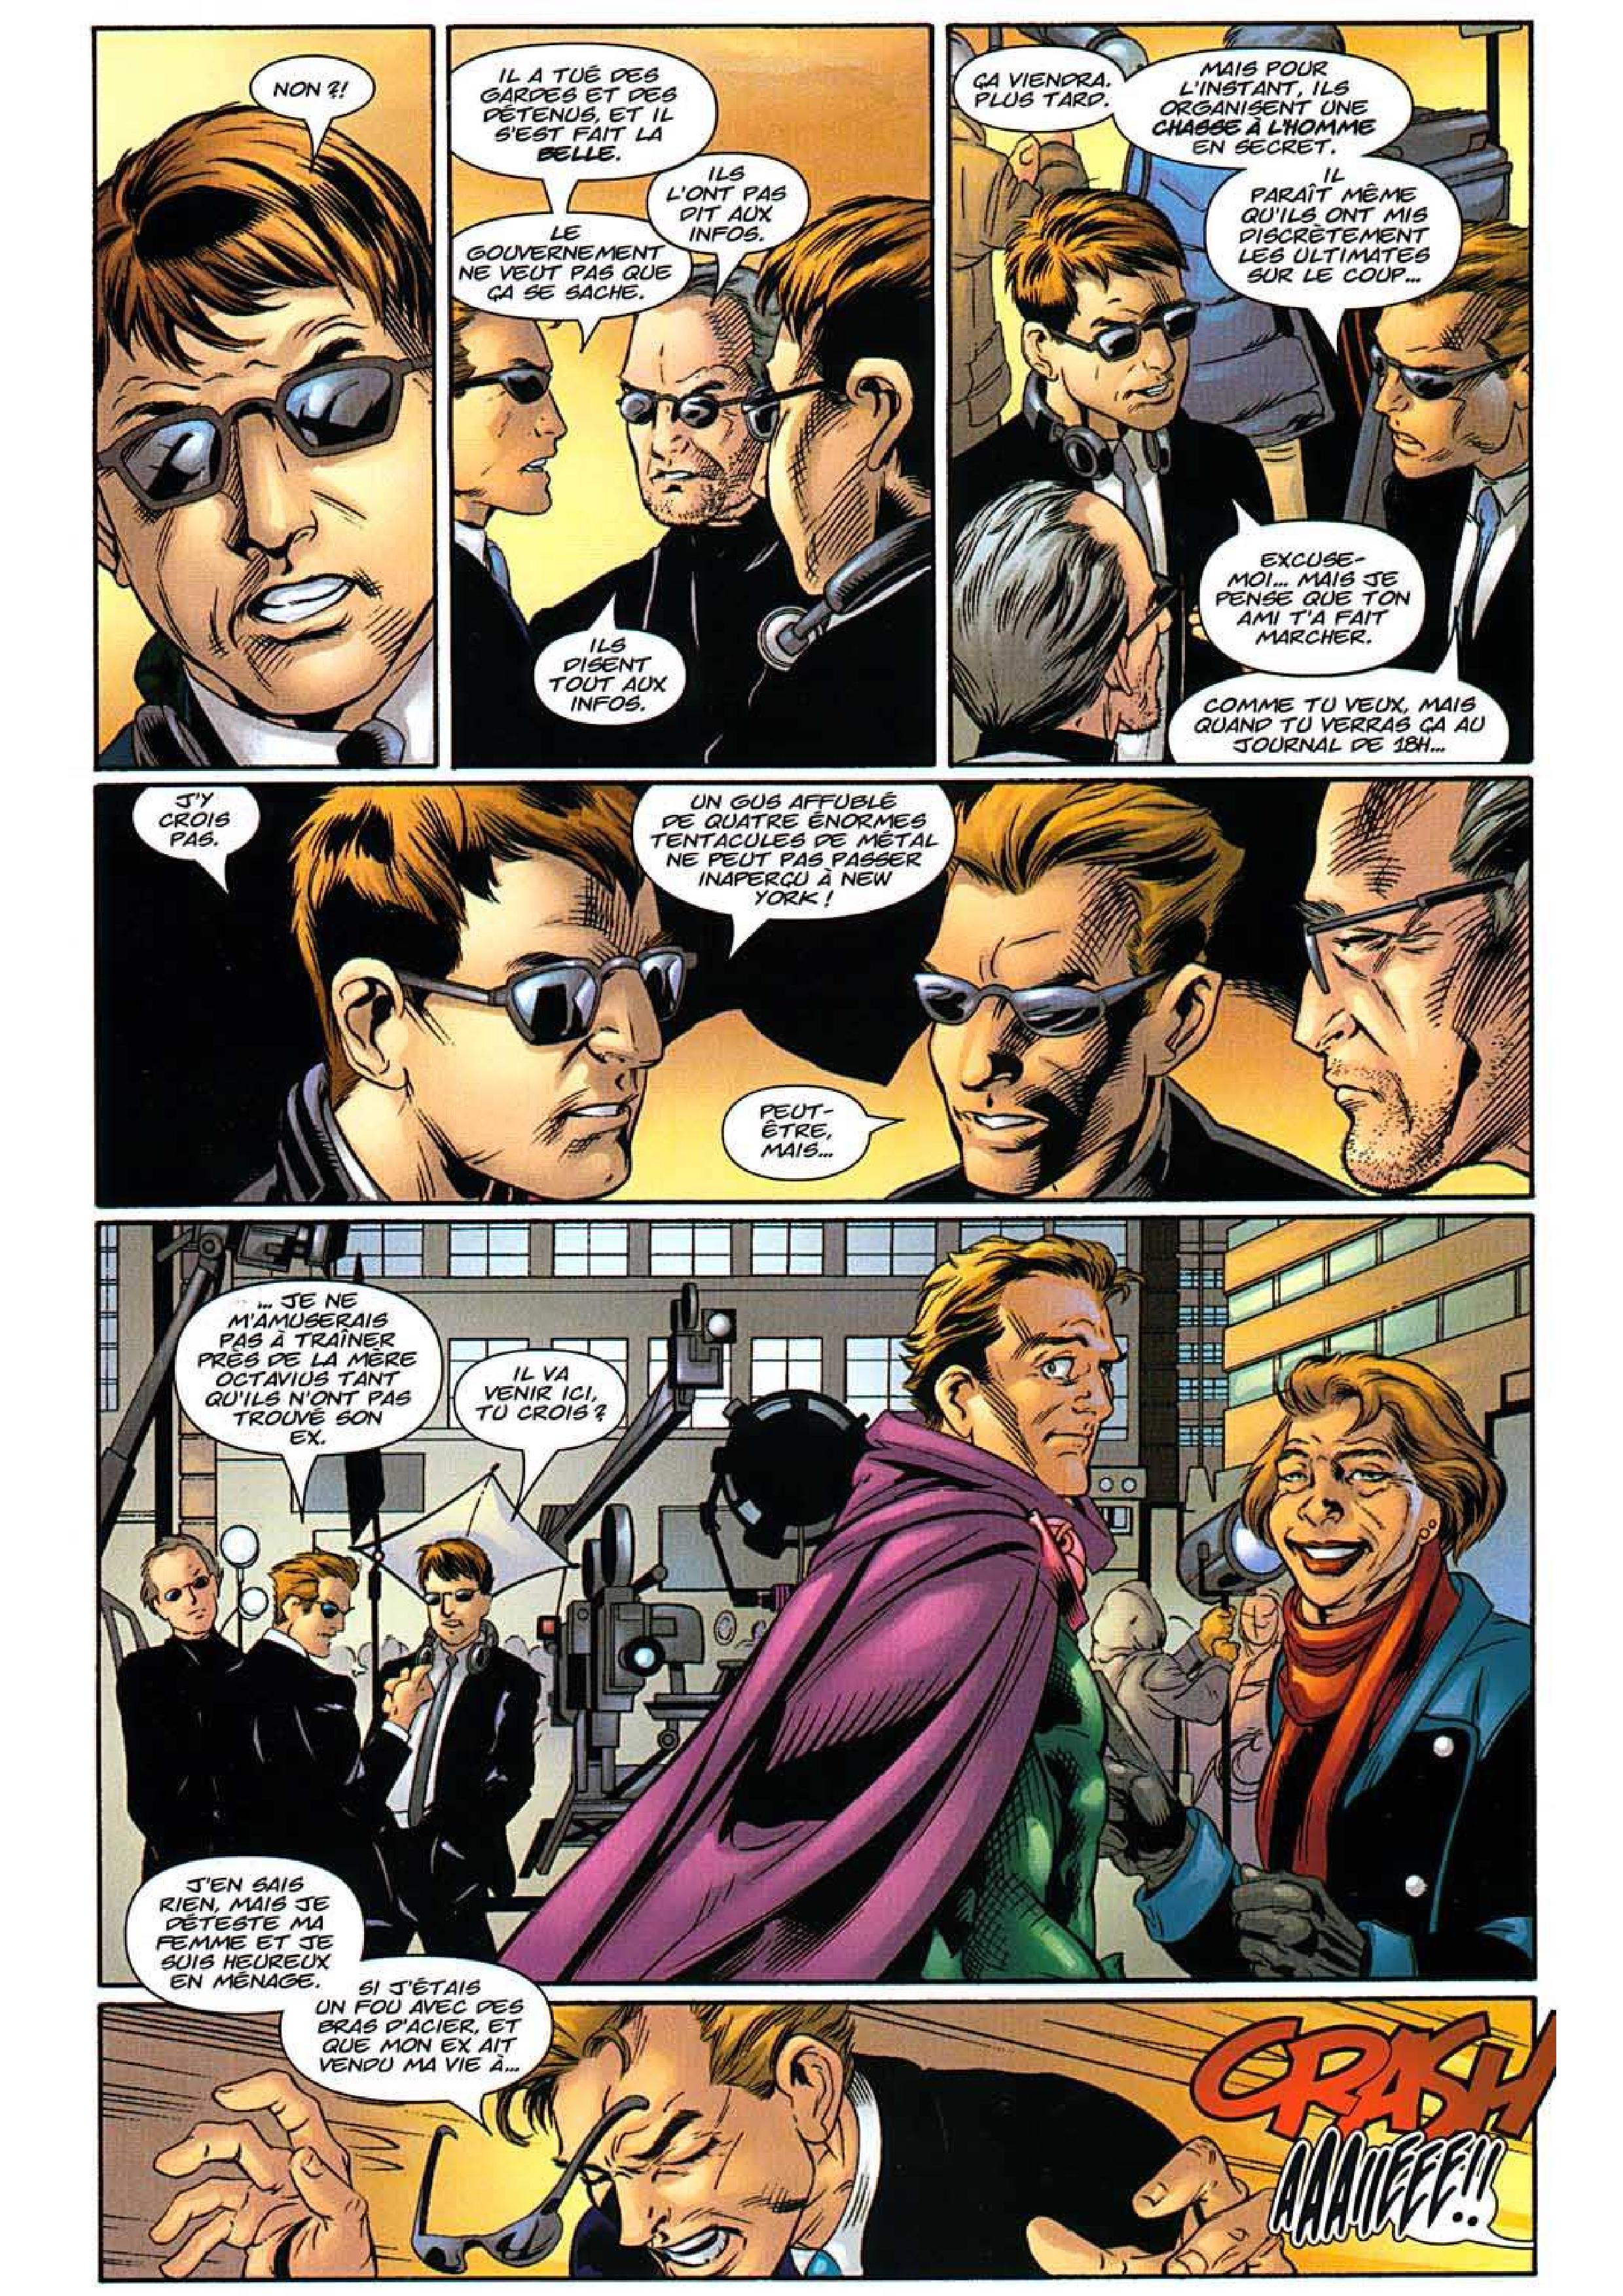 NON ?!
IL A TUÉ DES
GARDES ET DES
DÉTENUS, ET IL
S'EST FAIT LA
BELLE.
ILS
L'ONT PAS
DIT AUX
INFOS.
LE
GOUVERNEMENT
NE VEUT PAS QUE
ÇA SE SACHE.
ILS
DISENT
TOUT AUX
INFOS.
ÇA VIENDRA.
PLUS TARD.
MAIS POUR
L'INSTANT, ILS
ORGANISENT UNE
CHASSE À L'HOMME
EN SECRET.
IL
PARAÎT MÊME
QU'ILS ONT MIS
DISCRÈTEMENT
LES ULTIMATES
SUR LE COUP...
EXCUSE-
MOI... MAIS JE
PENSE QUE TON
AMI T'A FAIT
MARCHER.
COMME TU VEUX, MAIS
QUAND TU VERRAS ÇA AU
JOURNAL DE 18H...
J'Y
CROIS
PAS.
UN GUS AFFUBLÉ
DE QUATRE ÉNORMES
TENTACULES DE MÉTAL
NE PEUT PAS PASSER
INAPERÇU À NEW
YORK !
PEUT-
ÊTRE,
MAIS...
... JE NE
M'AMUSERAIS
PAS À TRAÎNER
PRÈS DE LA MÈRE
OCTAVIUS TANT
QU'ILS N'ONT PAS
TROUVÉ SON
EX.
IL VA
VENIR ICI,
TU CROIS ?
J'EN SAIS
RIEN, MAIS JE
DÉTESTE MA
FEMME ET JE
SUIS HEUREUX
EN MÉNAGE.
SI J'ÉTAIS
UN FOU AVEC DES
BRAS D'ACIER, ET
QUE MON EX AIT
VENDU MA VIE À...
CRASH
AAAIIEEE!!